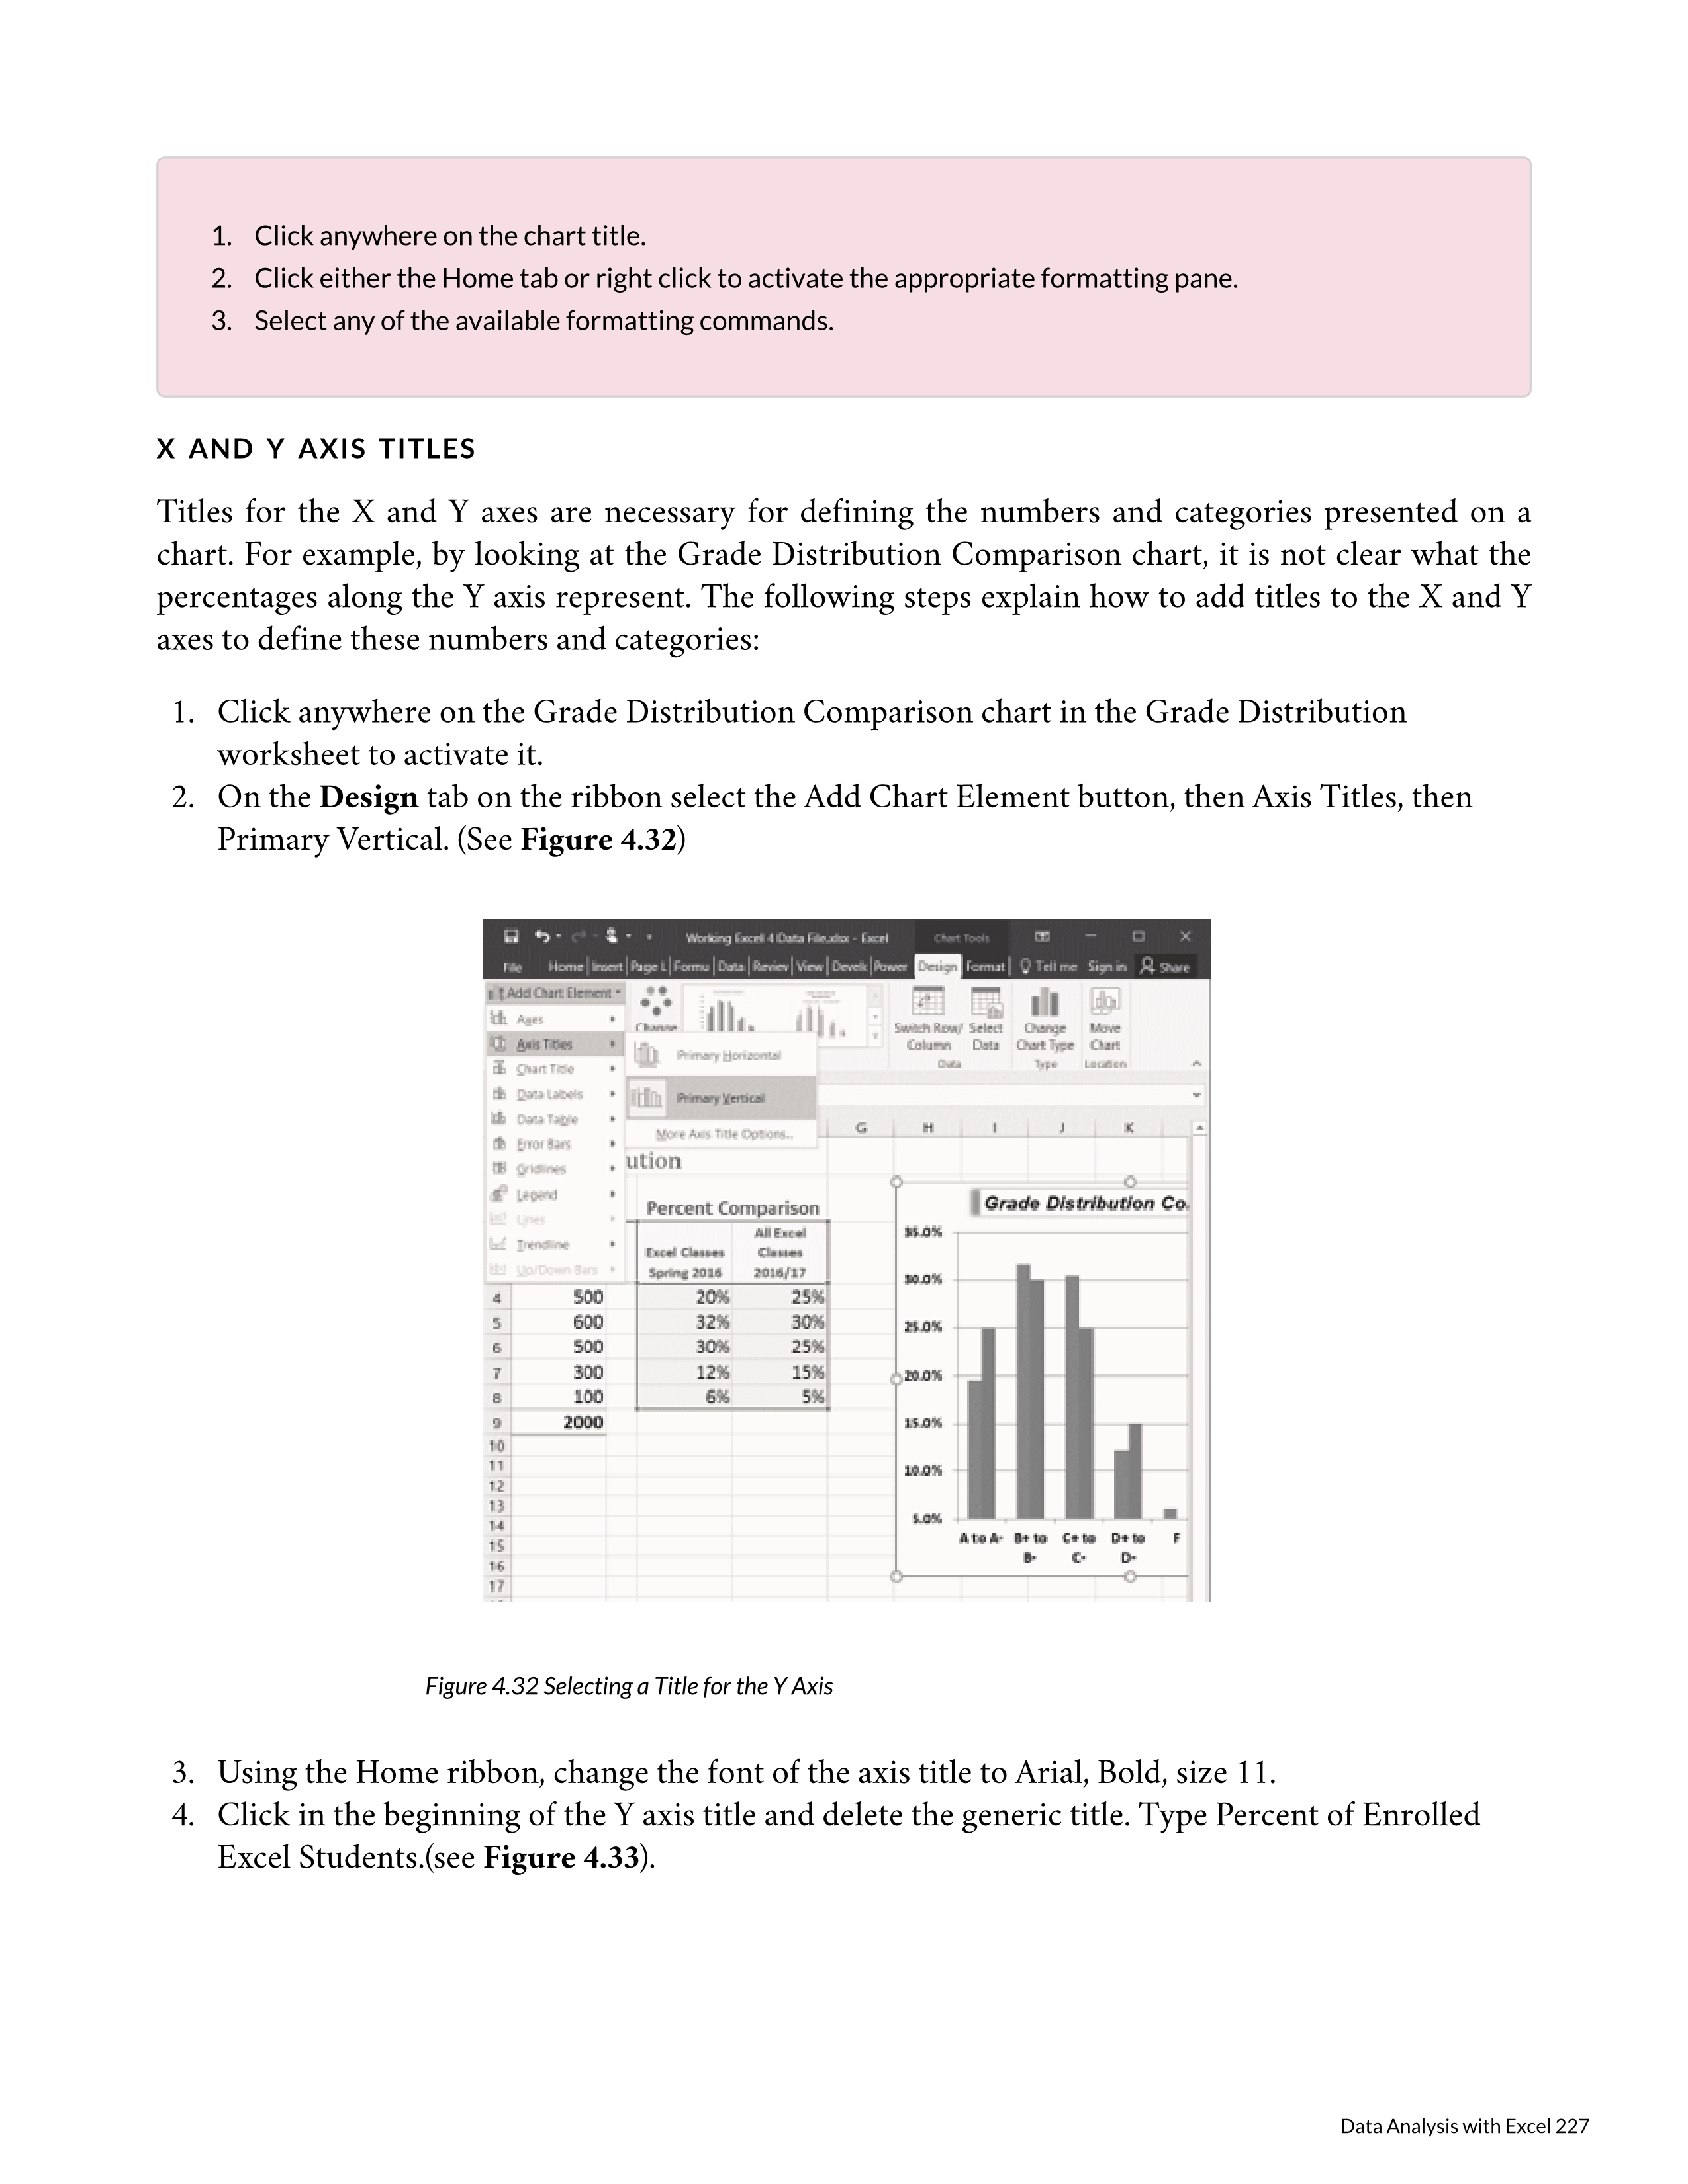 1. Click anywhere on the chart title.
2. Click either the Home tab or right click to activate the appropriate formatting pane.
3. Select any of the available formatting commands.
X AND Y AXIS TITLES
Titles for the X and Y axes are necessary for defining the numbers and categories presented on a
chart. For example, by looking at the Grade Distribution Comparison chart, it is not clear what the
percentages along the Y axis represent. The following steps explain how to add titles to the X and Y
axes to define these numbers and categories:
1. Click anywhere on the Grade Distribution Comparison chart in the Grade Distribution
worksheet to activate it.
2. On the Design tab on the ribbon select the Add Chart Element button, then Axis Titles, then
Primary Vertical. (See Figure 4.32)
Working Excel 4 Data File.xlsx - Excel Chart Tools
File Home Insert Page L Formu Data Review View Develk Power Design Format Tell me Sign in Share
Add Chart Element
Axes
Axis Titles
Chart Title
Data Labels
Data Table
Error Bars
Gridlines
Legend
Lines
Trendline
Up/Down Bars
Change
Primary Horizontal
Primary Vertical
More Axis Title Options...
Switch Row/ Select Change Move
Column Data Chart Type Chart
Data Type Location
G H I J K
ution
Percent Comparison
All Excel
Excel Classes Classes
Spring 2016 2016/17
4 500 20% 25%
5 600 32% 30%
6 500 30% 25%
7 300 12% 15%
8 100 6% 5%
9 2000
10
11
12
13
14
15
16
17
Grade Distribution Co
35.0%
30.0%
25.0%
20.0%
15.0%
10.0%
5.0%
A to A- B+ to C+ to D+ to F
B- C- D-
Figure 4.32 Selecting a Title for the Y Axis
3. Using the Home ribbon, change the font of the axis title to Arial, Bold, size 11.
4. Click in the beginning of the Y axis title and delete the generic title. Type Percent of Enrolled
Excel Students.(see Figure 4.33).
Data Analysis with Excel 227